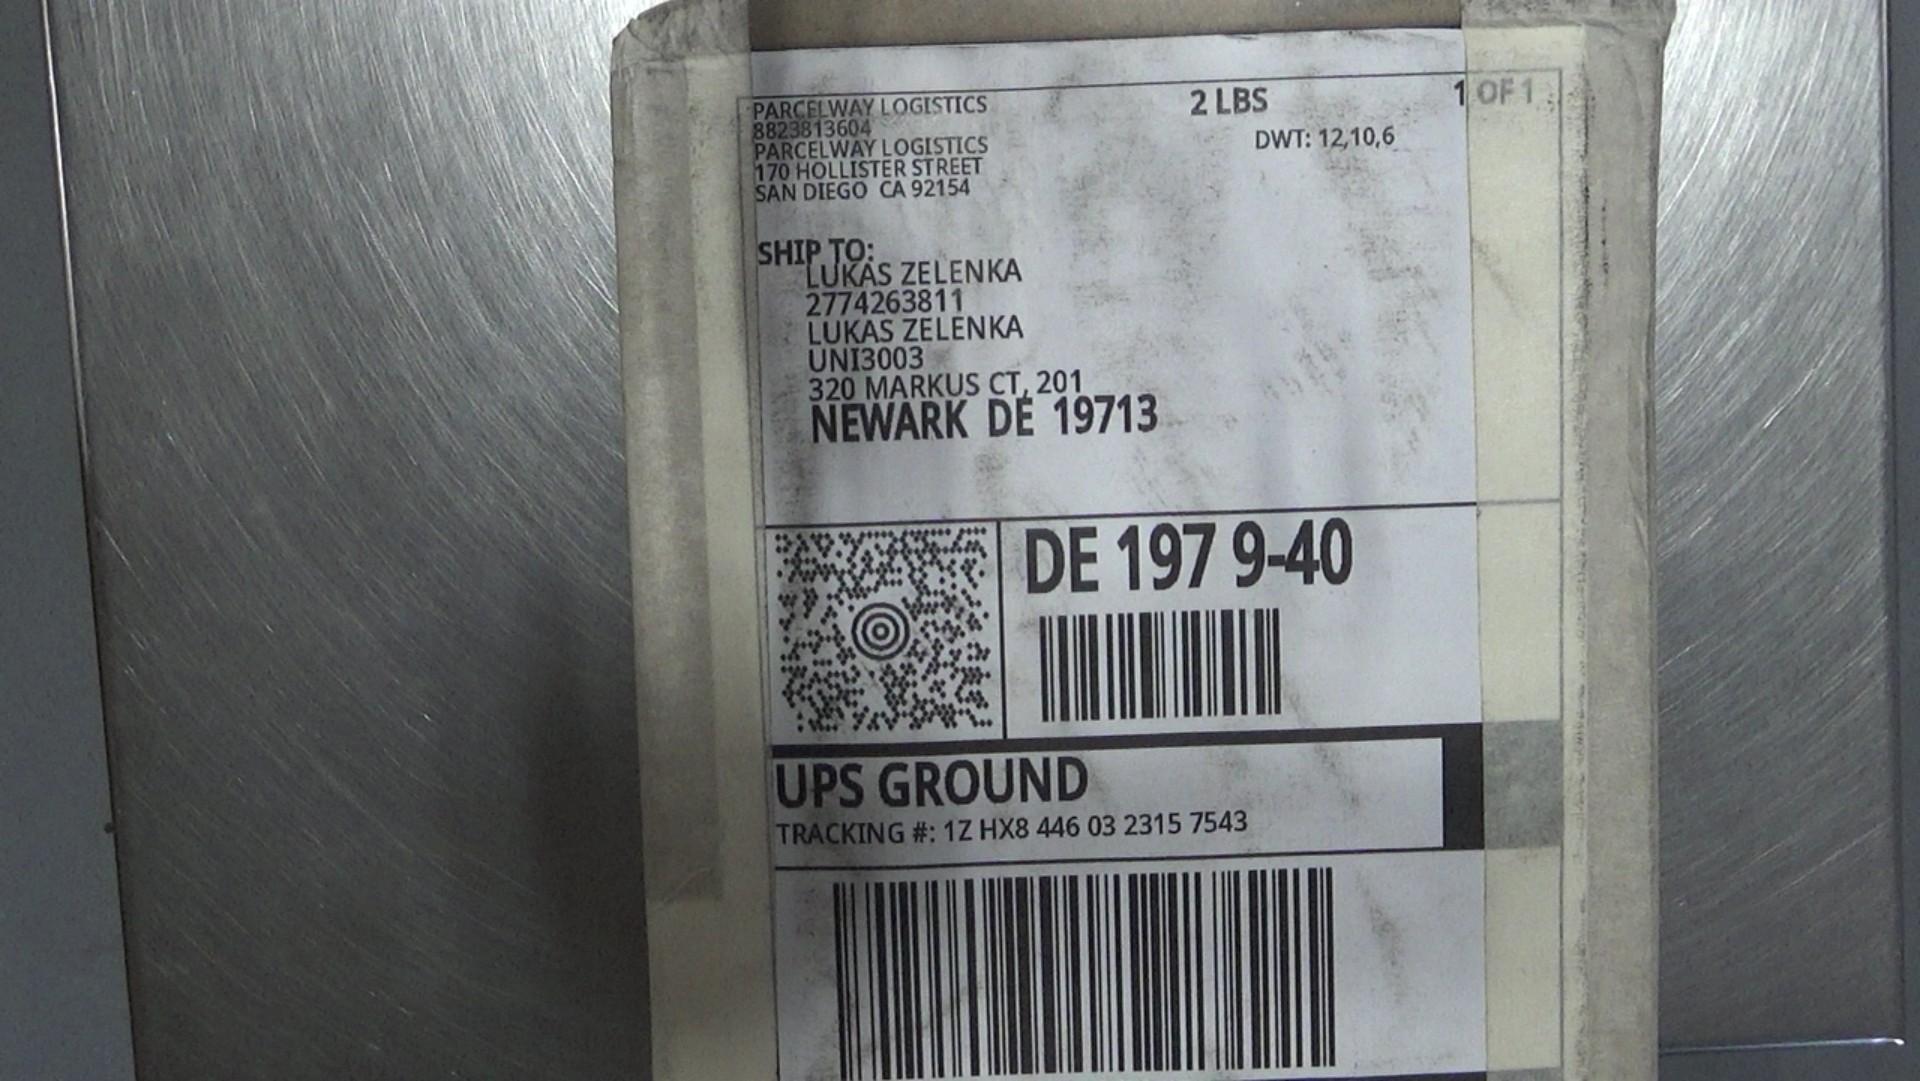 PARCELWAY LOGISTICS
8823813604
PARCELWAY LOGISTICS
170 HOLLISTER STREET
SAN DIEGO CA 92154
2 LBS
1 OF 1
DWT: 12,10,6
SHIP TO:
LUKAS ZELENKA
2774263811
LUKAS ZELENKA
UNI3003
320 MARKUS CT, 201
NEWARK DE 19713
DE 197 9-40
UPS GROUND
TRACKING #: 1Z HX8 446 03 2315 7543